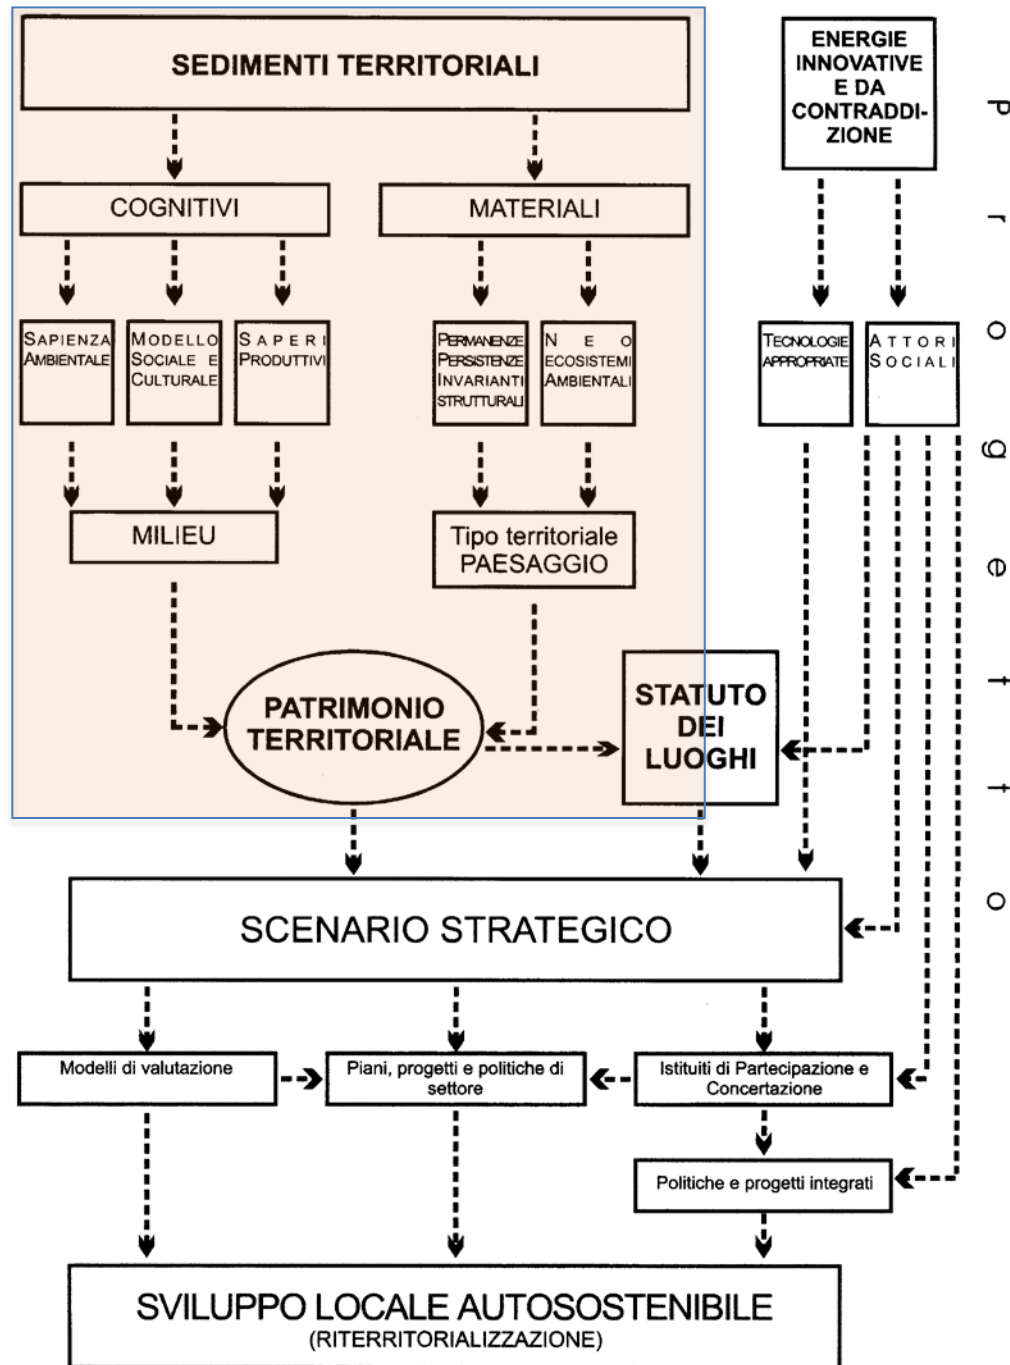 SEDIMENTI TERRITORIALI
ENERGIE
INNOVATIVE
E DA
CONTRADDI-
ZIONE
COGNITIVI
MATERIALI
SAPIENZA
AMBIENTALE
MODELLO
SOCIALE E
CULTURALE
SAPERI
PRODUTTIVI
PERMANENZE
PERSISTENZE
INVARIANTI
STRUTTURALI
NEO
ECOSISTEMI
AMBIENTALI
TECNOLOGIE
APPROPRIATE
ATTORI
SOCIALI
MILIEU
Tipo territoriale
PAESAGGIO
PATRIMONIO
TERRITORIALE
STATUTO
DEI
LUOGHI
SCENARIO STRATEGICO
Modelli di valutazione
Piani, progetti e politiche di
settore
Istituiti di Partecipazione e
Concertazione
Politiche e progetti integrati
SVILUPPO LOCALE AUTOSOSTENIBILE
(RITERRITORIALIZZAZIONE)
Progetto